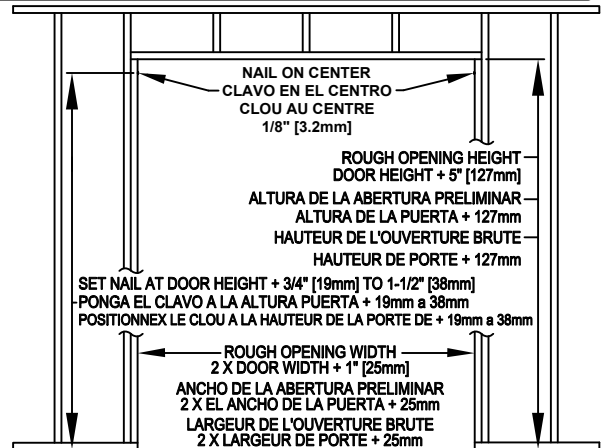 NAIL ON CENTER
CLAVO EN EL CENTRO
CLOU AU CENTRE
1/8" [3.2mm]
ROUGH OPENING HEIGHT
DOOR HEIGHT + 5" [127mm]
ALTURA DE LA ABERTURA PRELIMINAR
ALTURA DE LA PUERTA + 127mm
HAUTEUR DE L'OUVERTURE BRUTE
HAUTEUR DE PORTE + 127mm
SET NAIL AT DOOR HEIGHT + 3/4" [19mm] TO 1-1/2" [38mm]
PONGA EL CLAVO A LA ALTURA PUERTA + 19mm a 38mm
POSITIONNEX LE CLOU A LA HAUTEUR DE LA PORTE DE + 19mm a 38mm
ROUGH OPENING WIDTH
2 X DOOR WIDTH + 1" [25mm]
ANCHO DE LA ABERTURA PRELIMINAR
2 X EL ANCHO DE LA PUERTA + 25mm
LARGEUR DE L'OUVERTURE BRUTE
2 X LARGEUR DE PORTE + 25mm